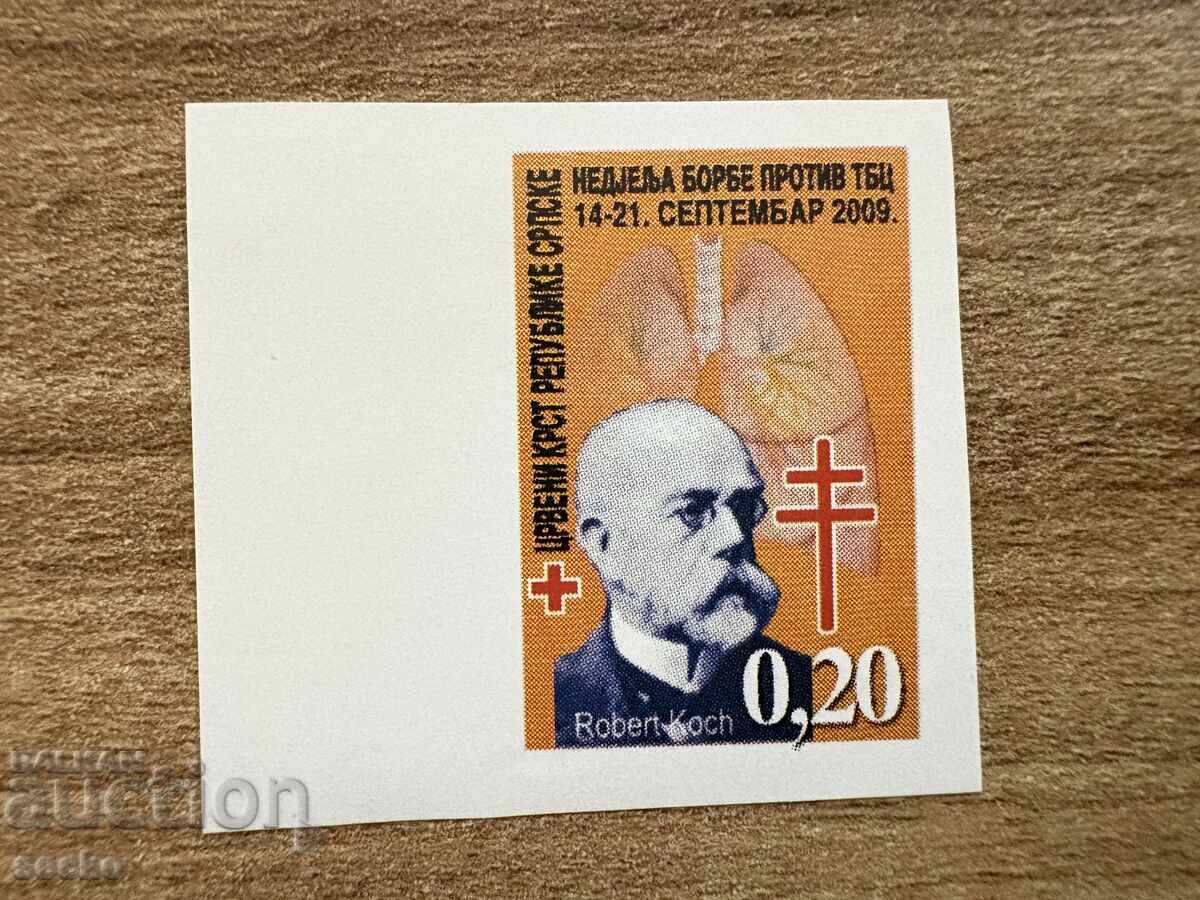 НЕДЈЕЉА БОРБЕ ПРОТИВ ТБЦ
14-21. СЕПТЕМБАР 2009.
ЦРВЕНИ КРСТ РЕПУБЛИКЕ СРПСКЕ
Robert Koch
0,20
BALKAN
auction
secko